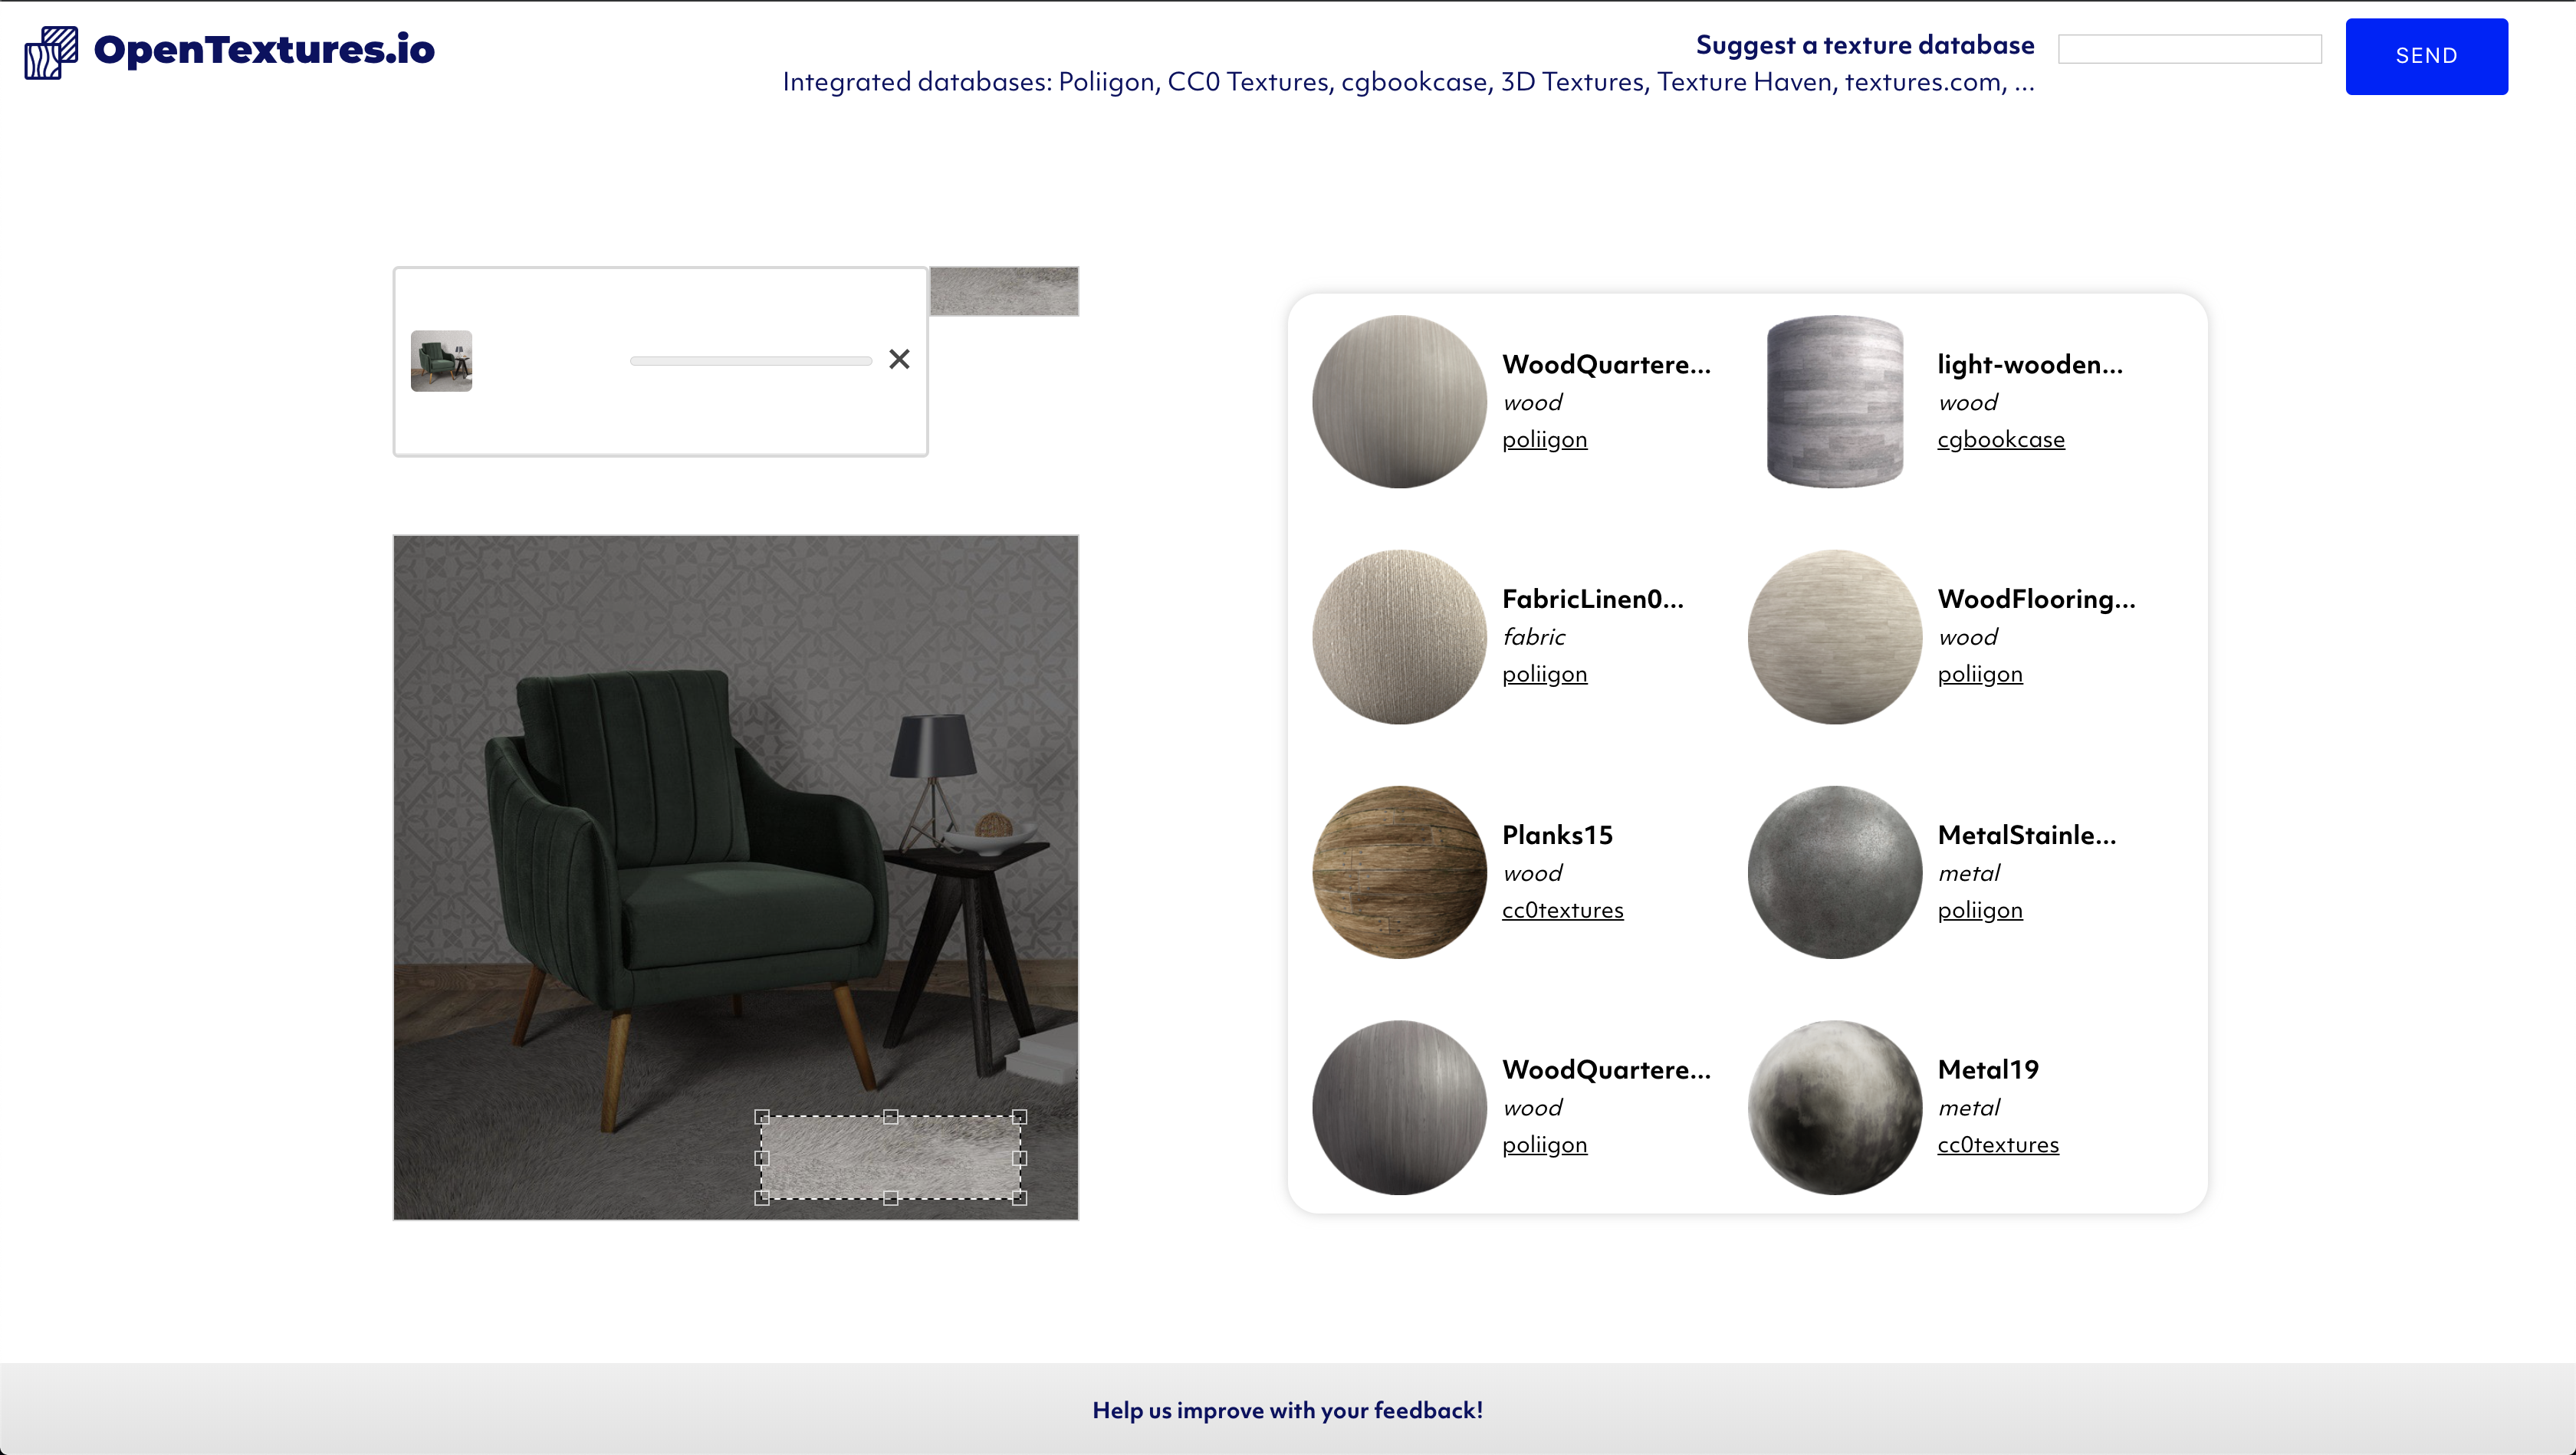 OpenTextures.io
Suggest a texture database
SEND
Integrated databases: Poliigon, CC0 Textures, cgbookcase, 3D Textures, Texture Haven, textures.com, ...
WoodQuartere...
wood
poliigon
light-wooden...
wood
cgbookcase
FabricLinen0...
fabric
poliigon
WoodFlooring...
wood
poliigon
Planks15
wood
cc0textures
MetalStainle...
metal
poliigon
WoodQuartere...
wood
poliigon
Metal19
metal
cc0textures
Help us improve with your feedback!